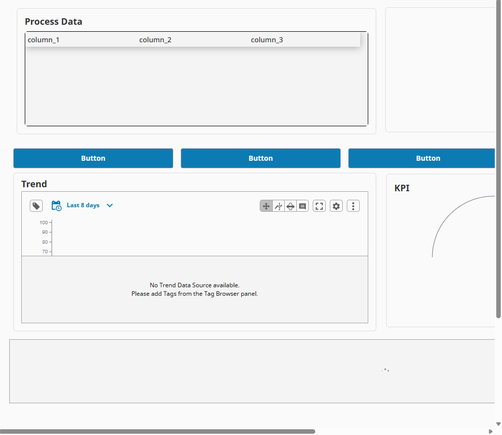 Process Data
column_1 column_2 column_3
Button Button Button
Trend
KPI
Last 8 days
100
90
80
70
No Trend Data Source available.
Please add Tags from the Tag Browser panel.